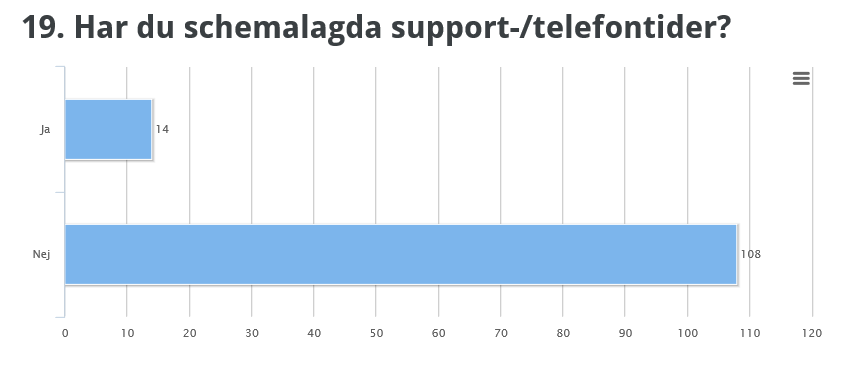 19. Har du schemalagda support-/telefontider?
Ja
14
Nej
108
0 10 20 30 40 50 60 70 80 90 100 110 120